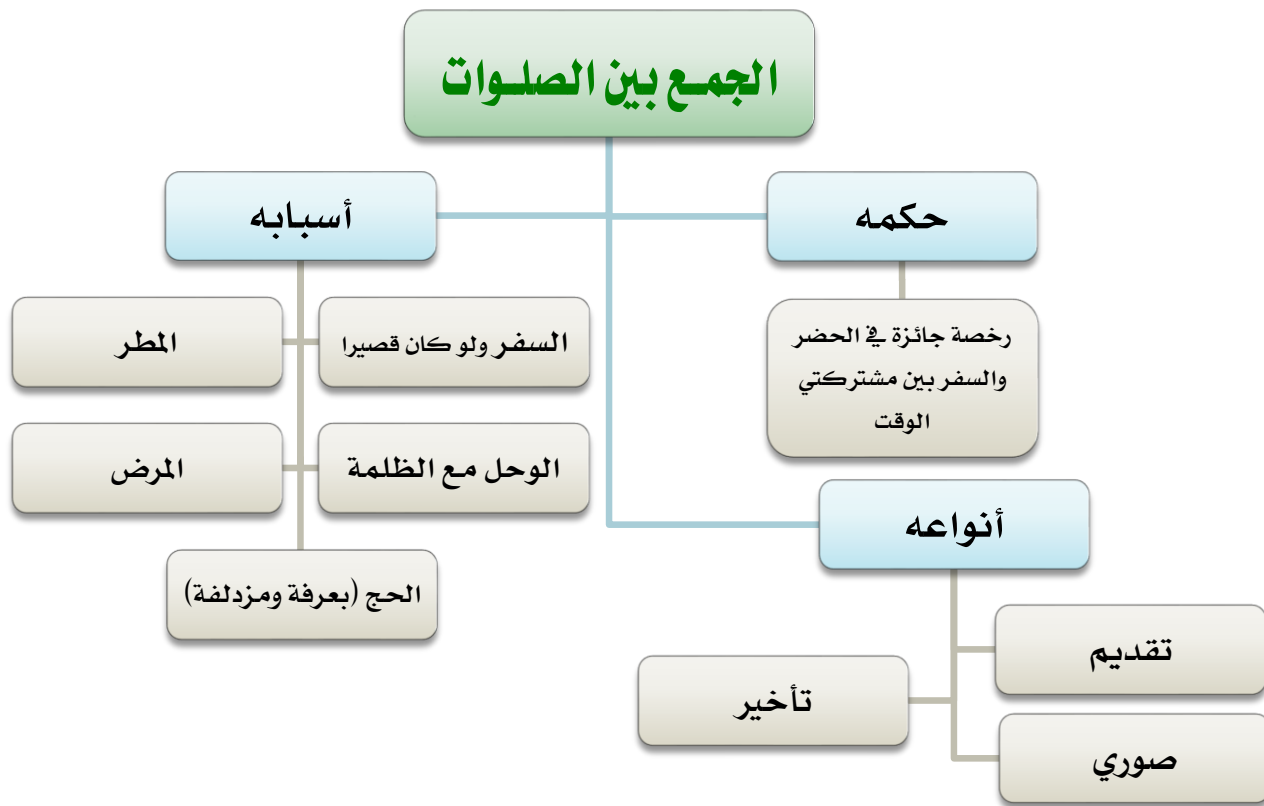 الجمع بين الصلوات
حكمه
رخصة جائزة في الحضر
والسفر بين مشتركتي
الوقت
أسبابه
السفر ولو كان قصيرا
المطر
الوحل مع الظلمة
المرض
الحج (بعرفة ومزدلفة)
أنواعه
تقديم
تأخير
صوري